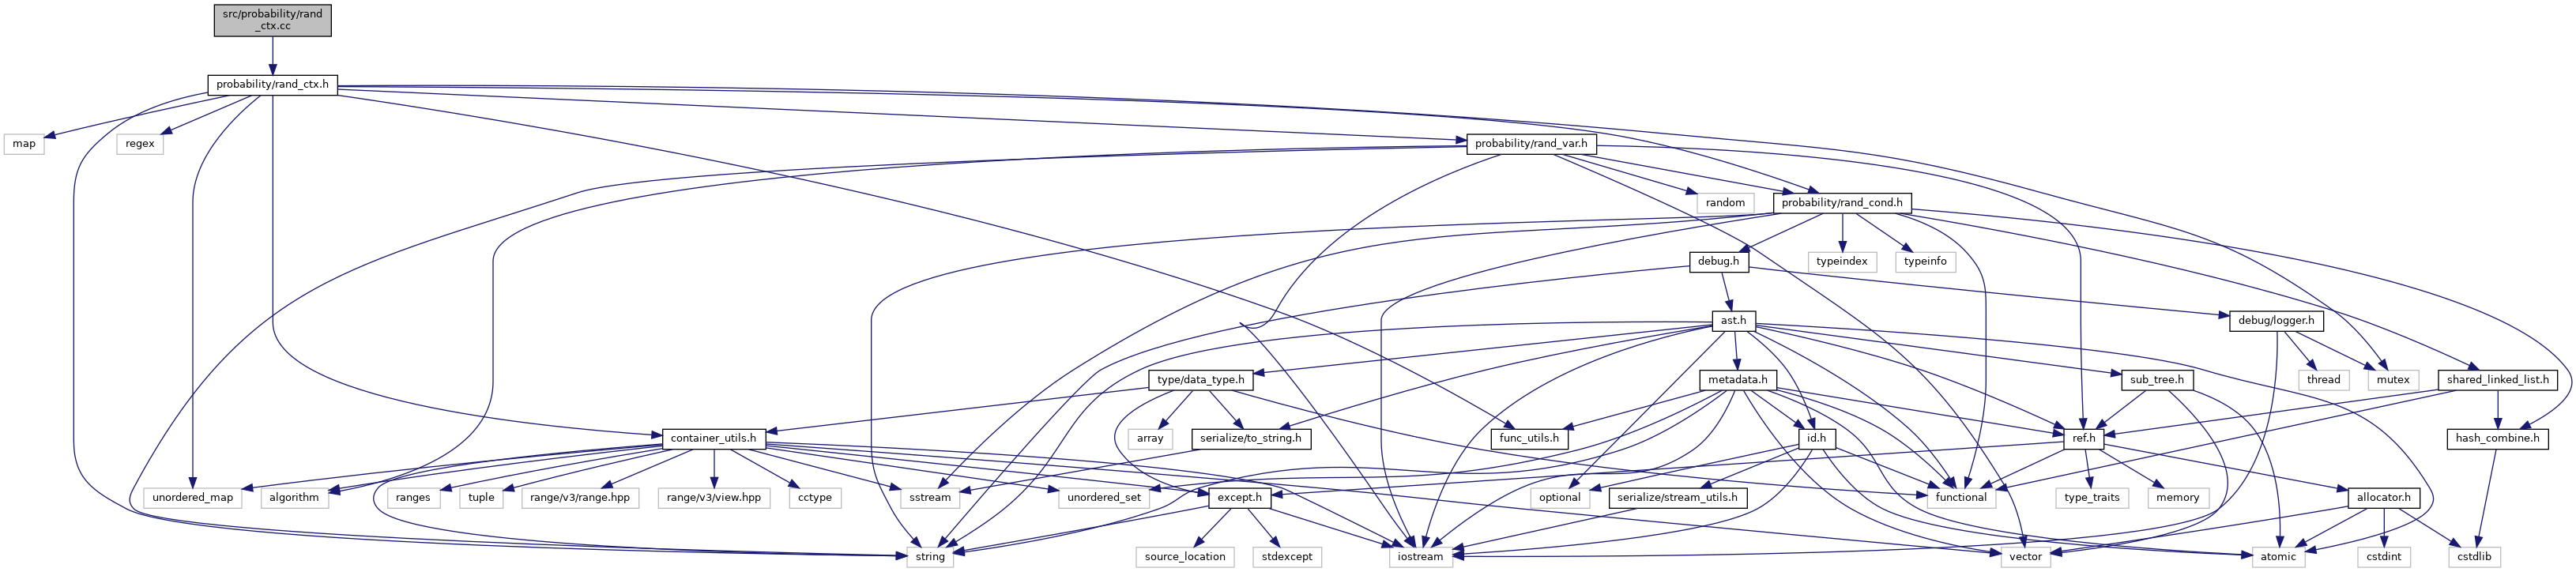 src/probability/rand
_ctx.cc
probability/rand_ctx.h
map
regex
probability/rand_var.h
random
probability/rand_cond.h
debug.h
typeindex
typeinfo
ast.h
debug/logger.h
type/data_type.h
metadata.h
sub_tree.h
thread
mutex
shared_linked_list.h
container_utils.h
array
serialize/to_string.h
func_utils.h
id.h
ref.h
hash_combine.h
unordered_map
algorithm
ranges
tuple
range/v3/range.hpp
range/v3/view.hpp
cctype
sstream
unordered_set
except.h
optional
serialize/stream_utils.h
functional
type_traits
memory
allocator.h
string
source_location
stdexcept
iostream
vector
atomic
cstdint
cstdlib